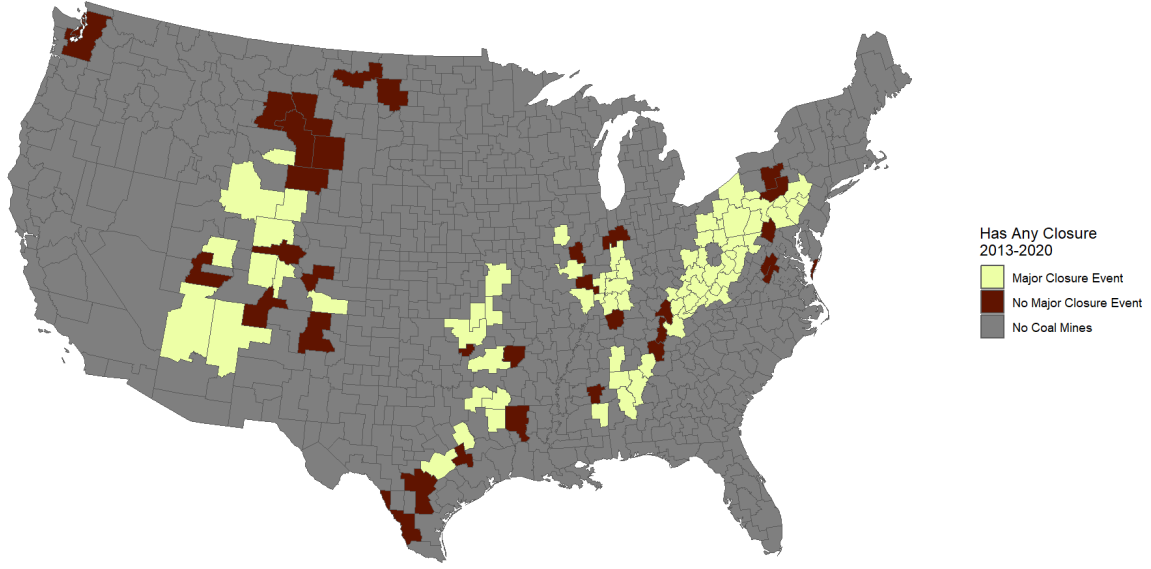 Has Any Closure
2013-2020
Major Closure Event
No Major Closure Event
No Coal Mines